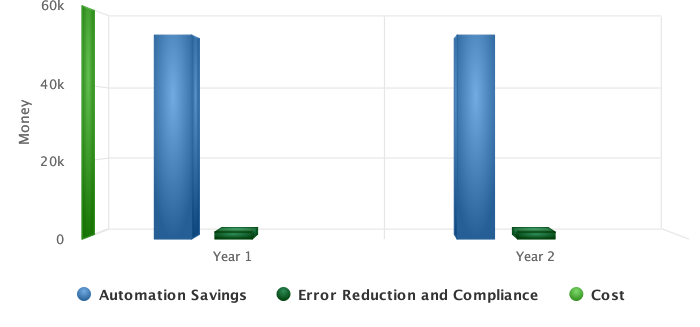 60k
40k
Money
20k
0
Year 1
Year 2
Automation Savings
Error Reduction and Compliance
Cost